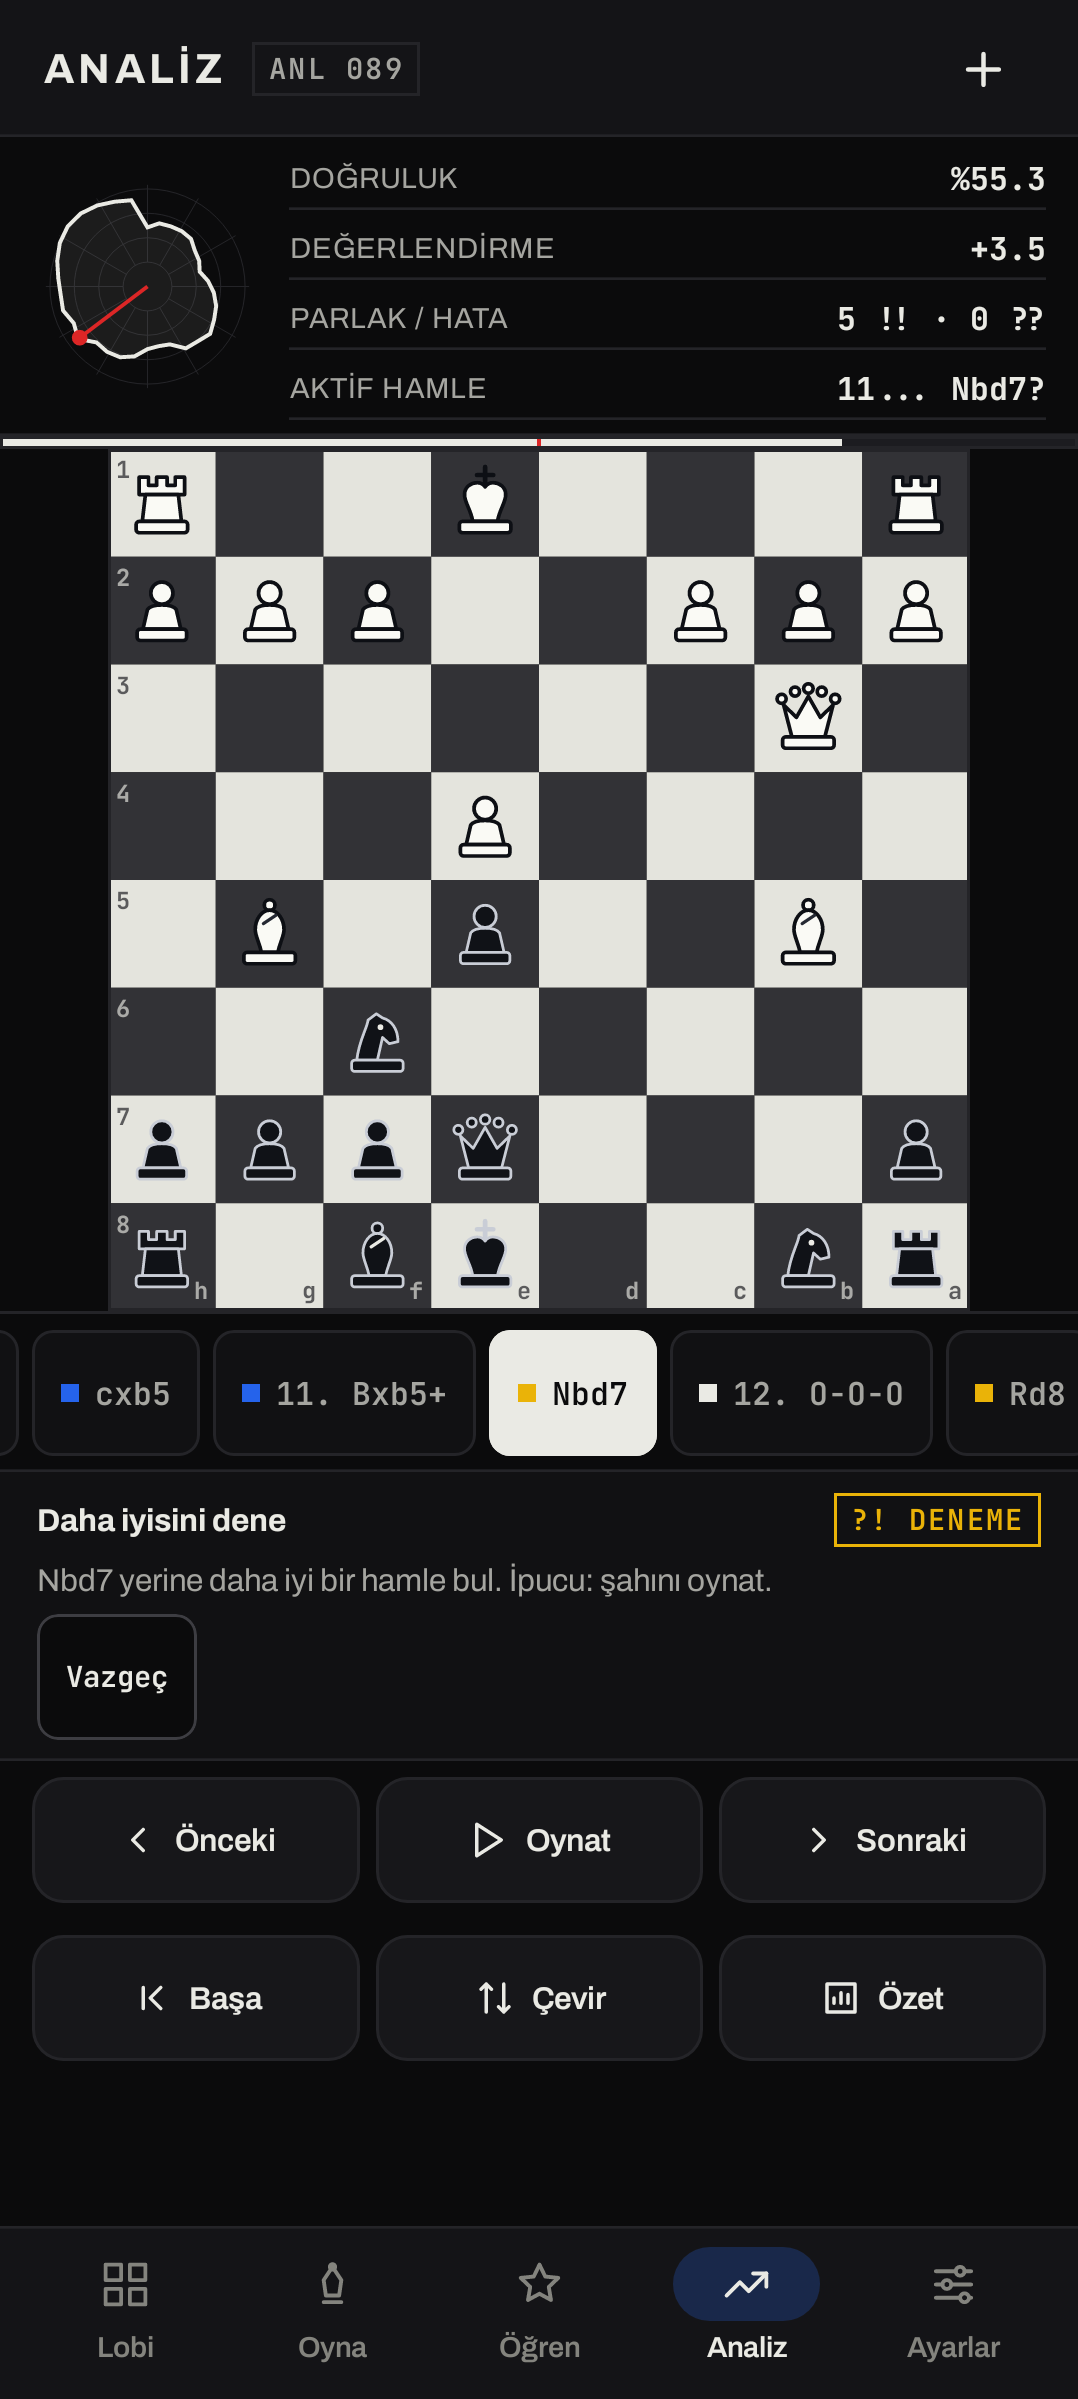 ANALİZ ANL 089
DOĞRULUK %55.3
DEĞERLENDİRME +3.5
PARLAK / HATA 5 !! · 0 ??
AKTİF HAMLE 11... Nbd7?
1
2
3
4
5
6
7
8
h g f e d c b a
cxb5 11. Bxb5+ Nbd7 12. O-O-O Rd8
Daha iyisini dene ?! DENEME
Nbd7 yerine daha iyi bir hamle bul. İpucu: şahını oynat.
Vazgeç
Önceki Oynat Sonraki
Başa Çevir Özet
Lobi Oyna Öğren Analiz Ayarlar